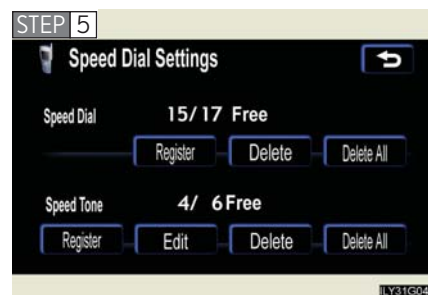 STEP 5
Speed Dial Settings
Speed Dial 15/17 Free
Register Delete Delete All
Speed Tone 4/ 6 Free
Register Edit Delete Delete All
ILY31G04